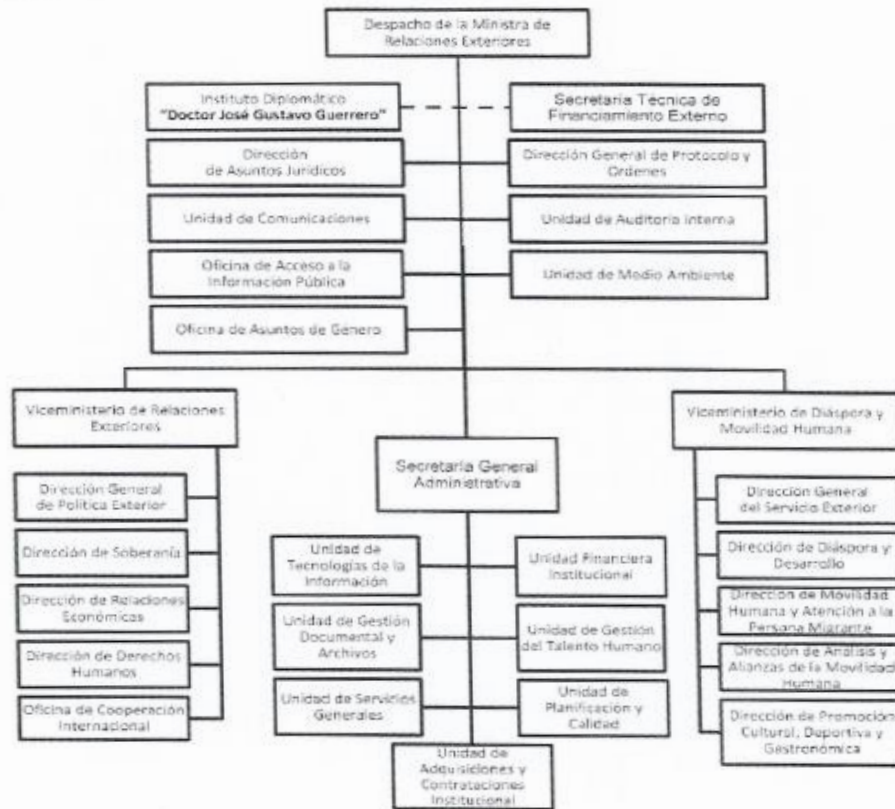 Despacho de la Ministra de
Relaciones Exteriores
Instituto Diplomático
"Doctor José Gustavo Guerrero"
Secretaría Técnica de
Financiamiento Externo
Dirección
de Asuntos Jurídicos
Dirección General de Protocolo y
Ordenes
Unidad de Comunicaciones
Unidad de Auditoría Interna
Oficina de Acceso a la
Información Pública
Unidad de Medio Ambiente
Oficina de Asuntos de Género
Viceministerio de Relaciones
Exteriores
Dirección General
de Política Exterior
Dirección de Soberanía
Dirección de Relaciones
Económicas
Dirección de Derechos
Humanos
Oficina de Cooperación
Internacional
Secretaría General
Administrativa
Unidad de
Tecnologías de la
Información
Unidad Financiera
Institucional
Unidad de Gestión
Documental y
Archivos
Unidad de Gestión
del Talento Humano
Unidad de Servicios
Generales
Unidad de
Planificación y
Calidad
Unidad de
Adquisiciones y
Contrataciones
Institucional
Viceministerio de Diáspora y
Movilidad Humana
Dirección General
del Servicio Exterior
Dirección de Diáspora y
Desarrollo
Dirección de Movilidad
Humana y Atención a la
Persona Migrante
Dirección de Análisis y
Alianzas de la Movilidad
Humana
Dirección de Promoción
Cultural, Deportiva y
Gastronómica